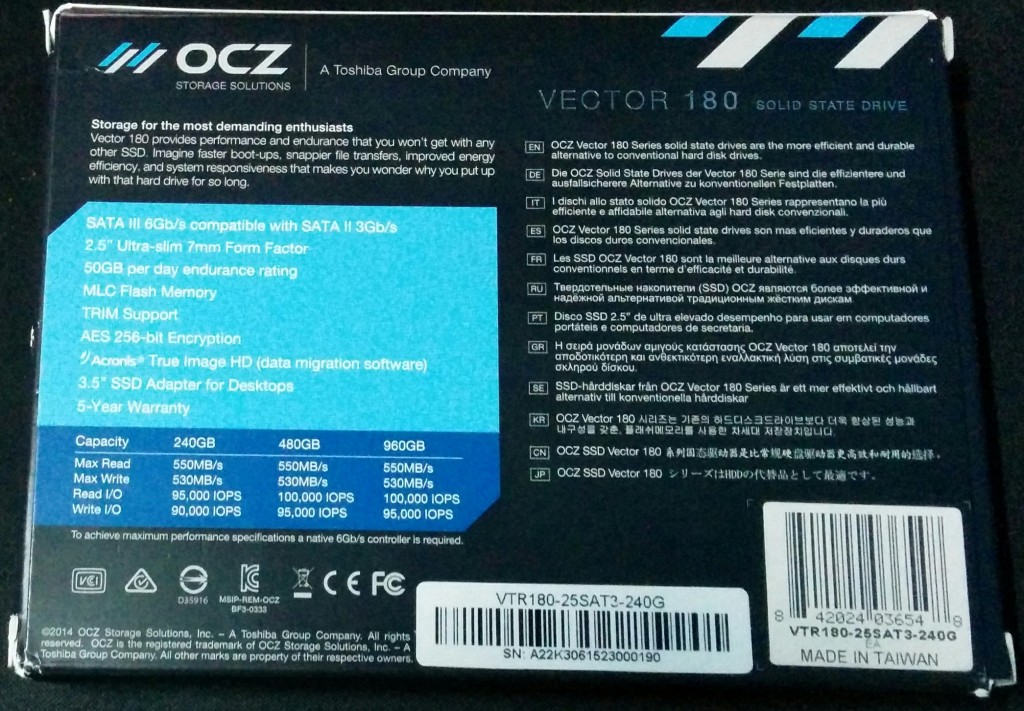 OCZ
STORAGE SOLUTIONS
A Toshiba Group Company
VECTOR 180 SOLID STATE DRIVE
Storage for the most demanding enthusiasts
Vector 180 provides performance and endurance that you won't get with any
other SSD. Imagine faster boot-ups, snappier file transfers, improved energy
efficiency, and system responsiveness that makes you wonder why you put up
with that hard drive for so long.
SATA III 6Gb/s compatible with SATA II 3Gb/s
2.5" Ultra-slim 7mm Form Factor
50GB per day endurance rating
MLC Flash Memory
TRIM Support
AES 256-bit Encryption
Acronis® True Image HD (data migration software)
3.5" SSD Adapter for Desktops
5-Year Warranty
Capacity 240GB 480GB 960GB
Max Read 550MB/s 550MB/s 550MB/s
Max Write 530MB/s 530MB/s 530MB/s
Read I/O 95,000 IOPS 100,000 IOPS 100,000 IOPS
Write I/O 90,000 IOPS 95,000 IOPS 95,000 IOPS
To achieve maximum performance specifications a native 6Gb/s controller is required.
EN OCZ Vector 180 Series solid state drives are the more efficient and durable
alternative to conventional hard disk drives.
DE Die OCZ Solid State Drives der Vector 180 Serie sind die effizientere und
ausfallsicherere Alternative zu konventionellen Festplatten.
IT I dischi allo stato solido OCZ Vector 180 Series rappresentano la più
efficiente e affidabile alternativa agli hard disk convenzionali.
ES OCZ Vector 180 Series solid state drives son mas eficientes y duraderos que
los discos duros convencionales.
FR Les SSD OCZ Vector 180 sont la meilleure alternative aux disques durs
conventionnels en terme d'efficacité et durabilité.
RU Твердотельные накопители (SSD) OCZ являются более эффективной и
надёжной альтернативой традиционным жёстким дискам
PT Disco SSD 2.5" de ultra elevado desempenho para usar em computadores
portáteis e computadores de secretaria.
GR Η σειρά μονάδων αμιγούς κατάστασης OCZ Vector 180 αποτελεί την
αποδοτικότερη και ανθεκτικότερη εναλλακτική λύση στις συμβατικές μονάδες
σκληρού δίσκου.
SE SSD-hårddiskar från OCZ Vector 180 Series är ett mer effektivt och hållbart
alternativ till konventionella hårddiskar
KR OCZ Vector 180 시리즈는 기존의 하드디스크드라이브보다 더욱 향상된 성능과
내구성을 갖춘, 플래쉬메모리를 사용한 차세대 저장장치입니다.
CN OCZ SSD Vector 180 系列固态驱动器是比常规硬盘驱动器更高效和耐用的选择。
JP OCZ SSD Vector 180 シリーズはHDDの代替品として最適です。
VCI
D35916
MSIP-REM-OCZ
BF3-0333
CE FC
©2014 OCZ Storage Solutions, Inc. – A Toshiba Group Company. All rights
reserved. OCZ is the registered trademark of OCZ Storage Solutions, Inc. – A
Toshiba Group Company. All other marks are property of their respective owners.
VTR180-25SAT3-240G
SN: A22K3061523000190
8 42024 03654 8
VTR180-25SAT3-240G
EA
MADE IN TAIWAN